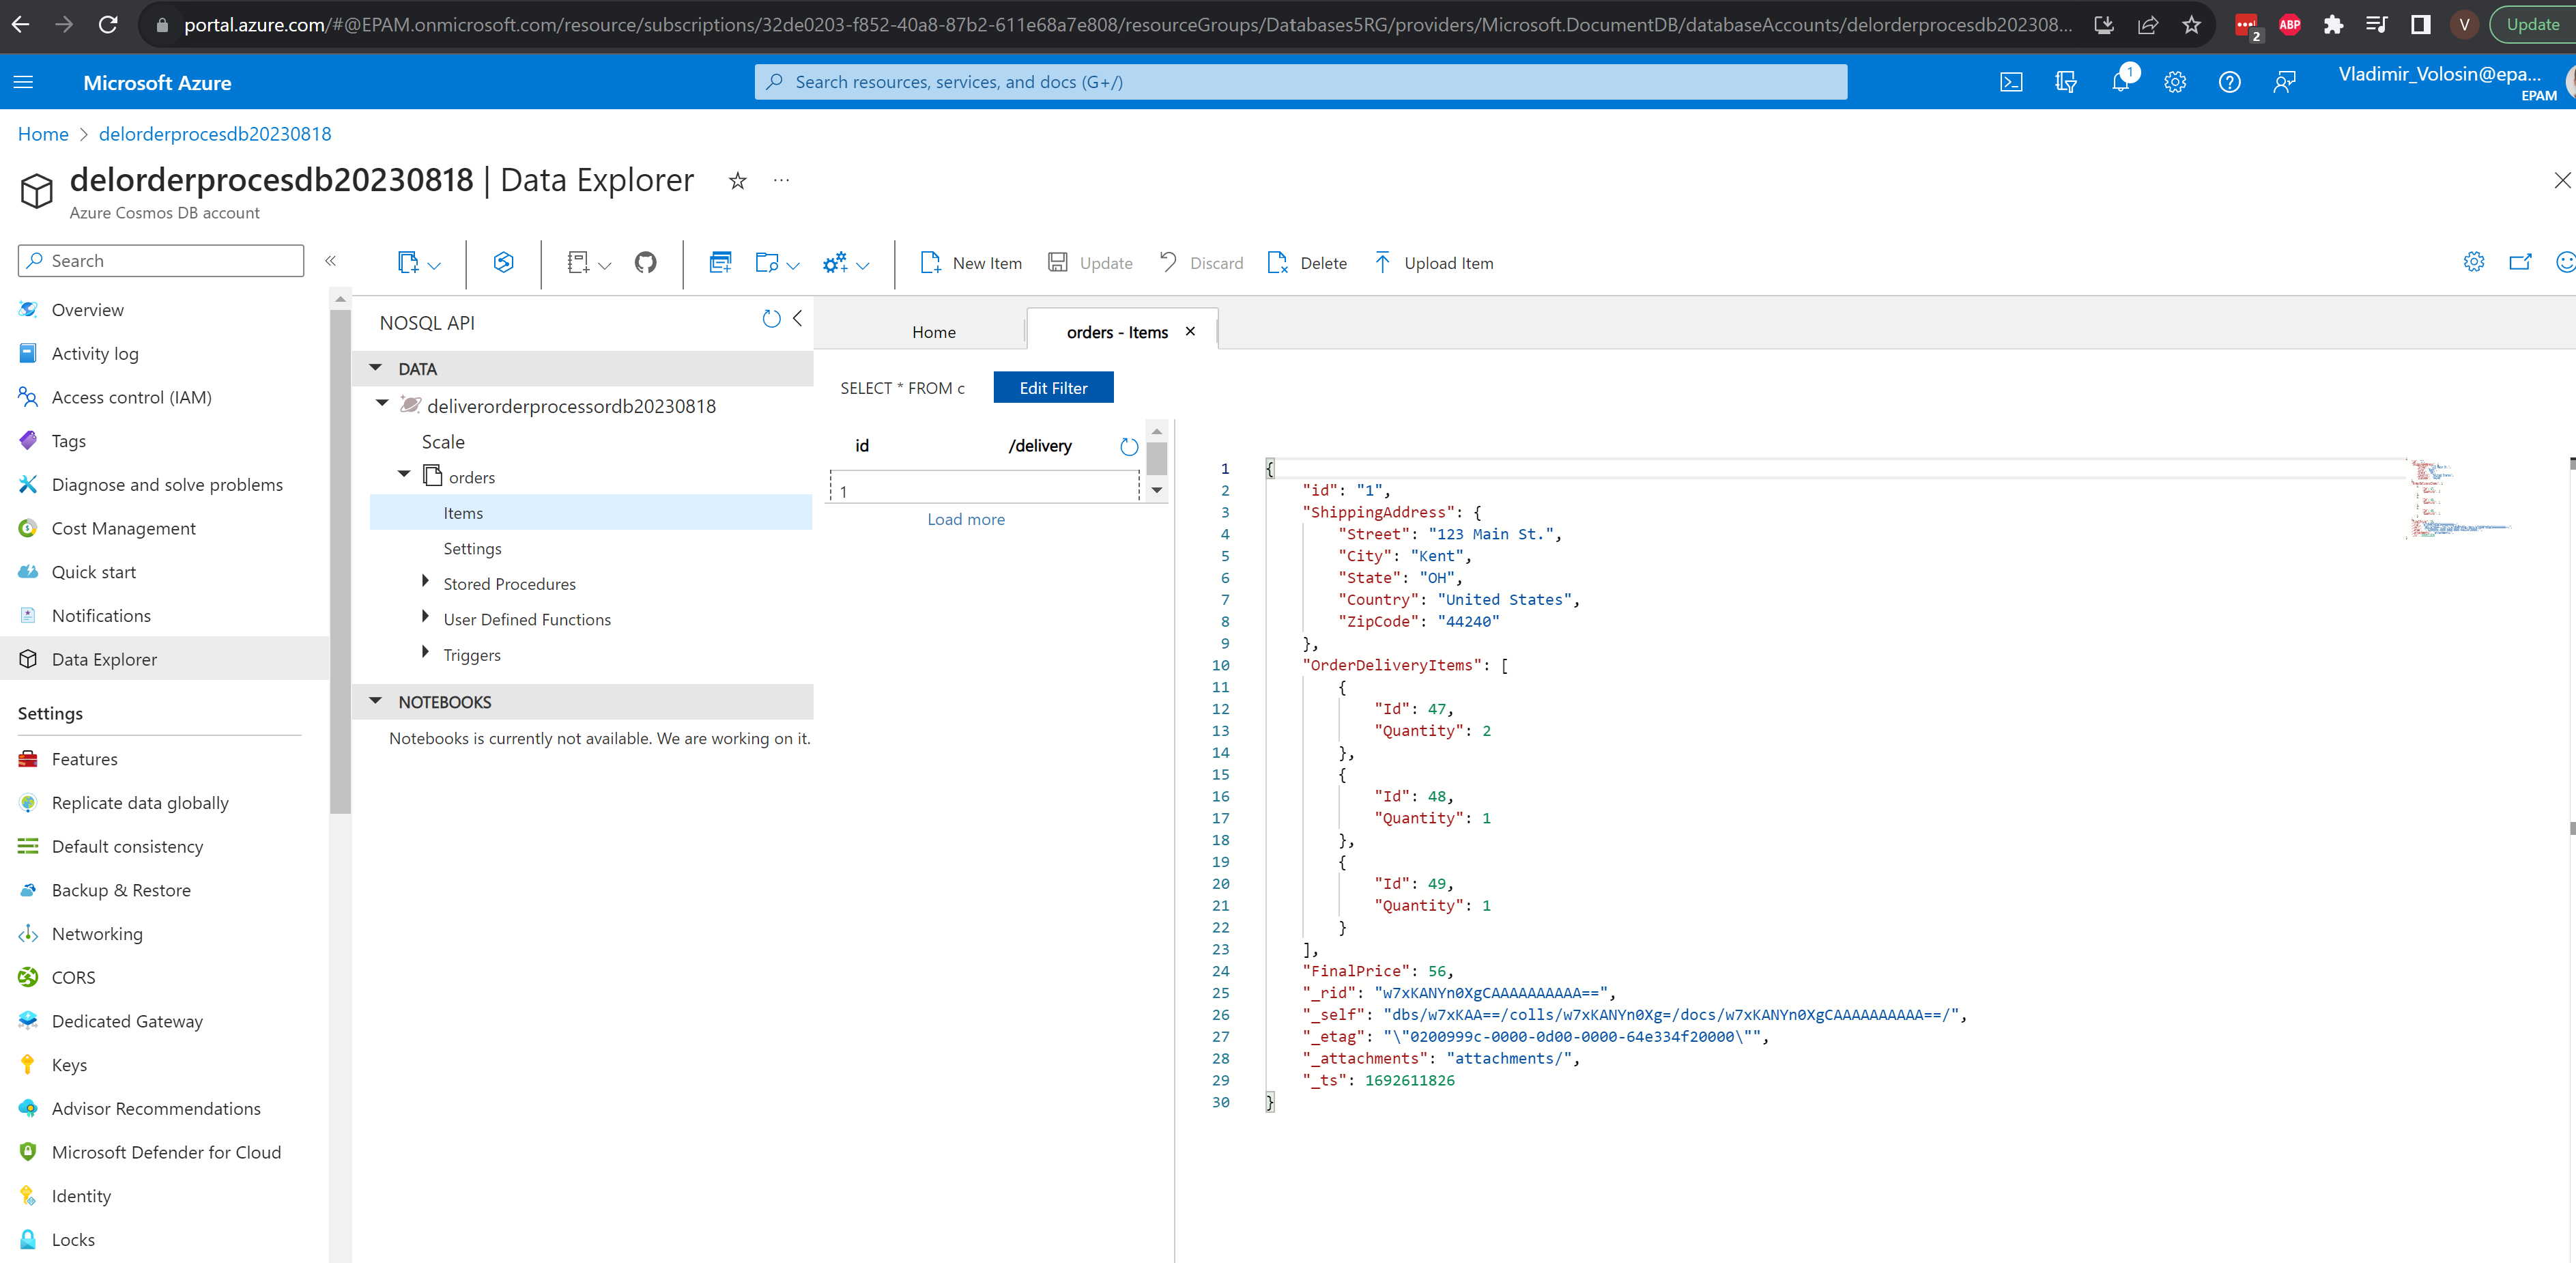 portal.azure.com/#@EPAM.onmicrosoft.com/resource/subscriptions/32de0203-f852-40a8-87b2-611e68a7e808/resourceGroups/Databases5RG/providers/Microsoft.DocumentDB/databaseAccounts/delorderprocesdb202308...
2
ABP
V
Update
Microsoft Azure
Search resources, services, and docs (G+/)
1
Vladimir_Volosin@epa...
EPAM
Home > delorderprocesdb20230818
delorderprocesdb20230818 | Data Explorer
Azure Cosmos DB account
Search
Overview
Activity log
Access control (IAM)
Tags
Diagnose and solve problems
Cost Management
Quick start
Notifications
Data Explorer
Settings
Features
Replicate data globally
Default consistency
Backup & Restore
Networking
CORS
Dedicated Gateway
Keys
Advisor Recommendations
Microsoft Defender for Cloud
Identity
Locks
New Item
Update
Discard
Delete
Upload Item
NOSQL API
DATA
deliverorderprocessordb20230818
Scale
orders
Items
Settings
Stored Procedures
User Defined Functions
Triggers
NOTEBOOKS
Notebooks is currently not available. We are working on it.
Home
orders - Items
SELECT * FROM c
Edit Filter
id /delivery
1
Load more
1 {
2 "id": "1",
3 "ShippingAddress": {
4 "Street": "123 Main St.",
5 "City": "Kent",
6 "State": "OH",
7 "Country": "United States",
8 "ZipCode": "44240"
9 },
10 "OrderDeliveryItems": [
11 {
12 "Id": 47,
13 "Quantity": 2
14 },
15 {
16 "Id": 48,
17 "Quantity": 1
18 },
19 {
20 "Id": 49,
21 "Quantity": 1
22 }
23 ],
24 "FinalPrice": 56,
25 "_rid": "w7xKANYn0XgCAAAAAAAAAA==",
26 "_self": "dbs/w7xKAA==/colls/w7xKANYn0Xg=/docs/w7xKANYn0XgCAAAAAAAAAA==/",
27 "_etag": "\"0200999c-0000-0d00-0000-64e334f20000\"",
28 "_attachments": "attachments/",
29 "_ts": 1692611826
30 }